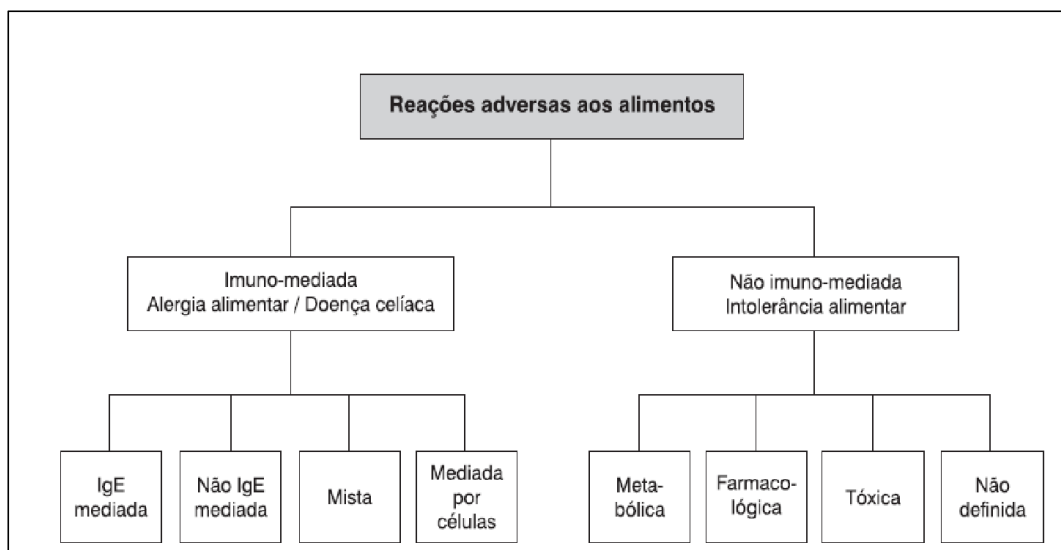 Reações adversas aos alimentos
Imuno-mediada
Alergia alimentar / Doença celíaca
Não imuno-mediada
Intolerância alimentar
IgE
mediada
Não IgE
mediada
Mista
Mediada
por
células
Meta-
bólica
Farmaco-
lógica
Tóxica
Não
definida